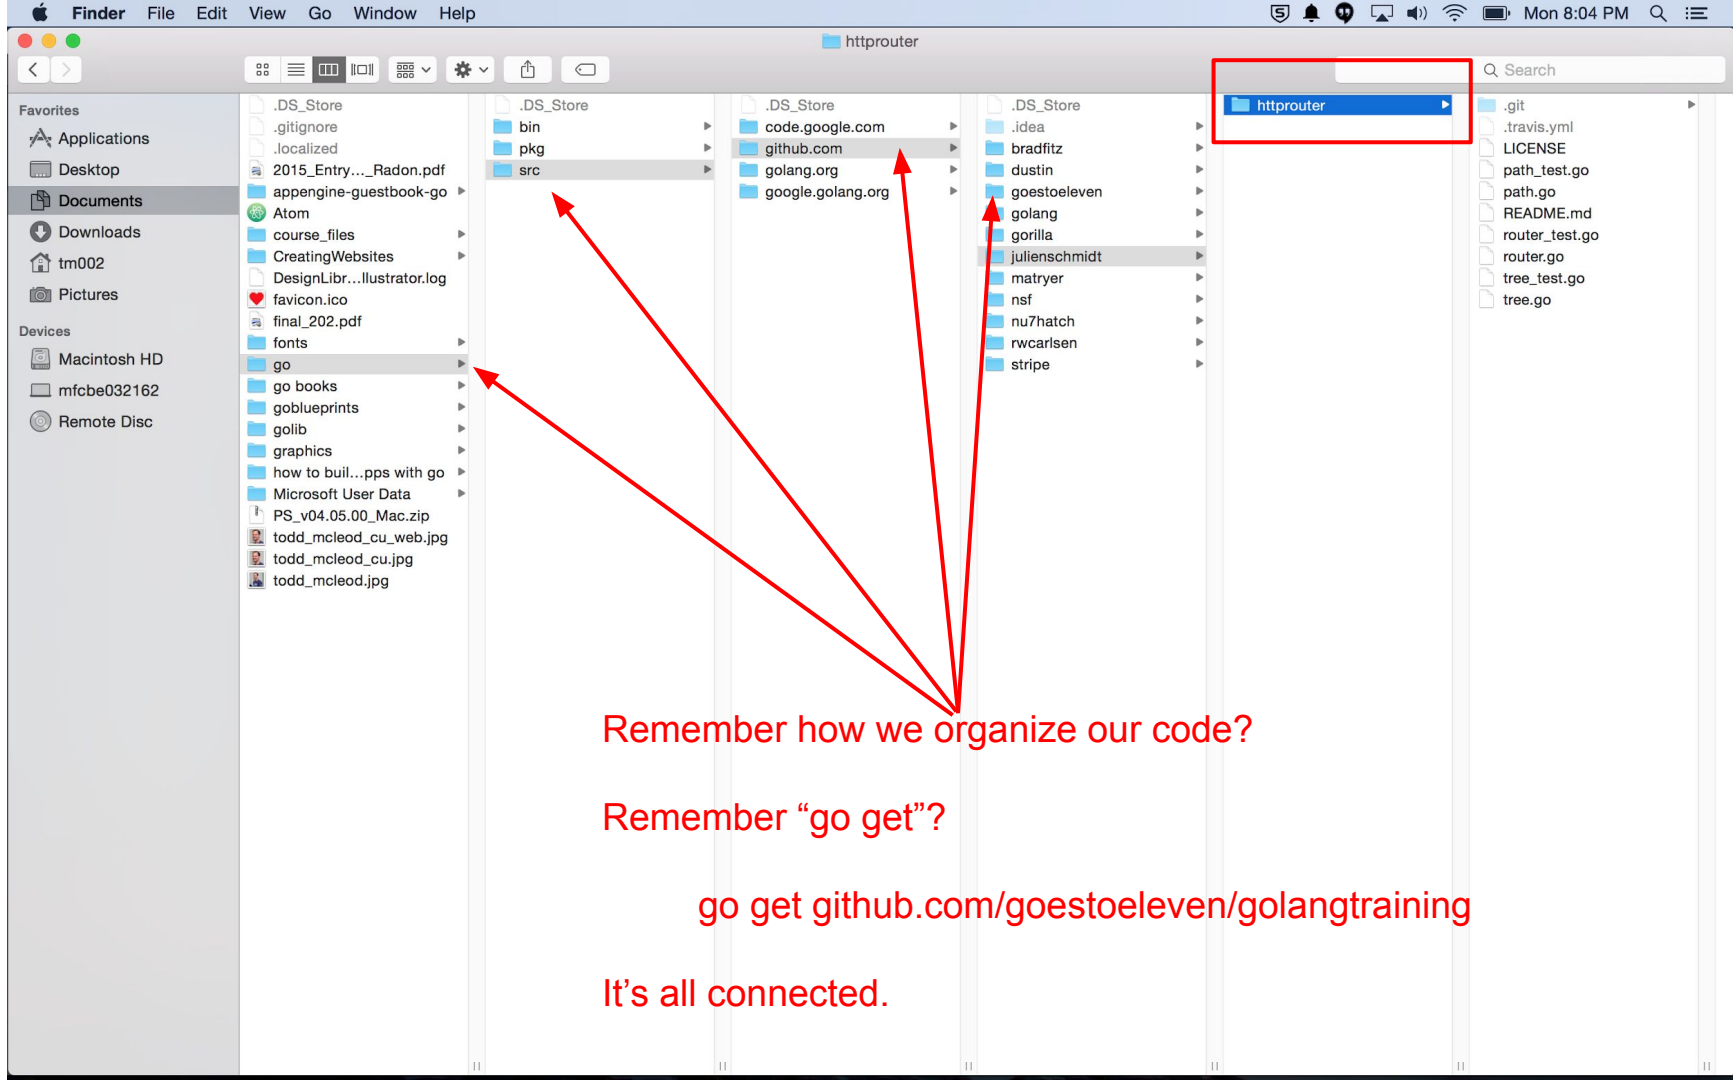 Finder File Edit View Go Window Help
Mon 8:04 PM
httprouter
Search
Favorites
Applications
Desktop
Documents
Downloads
tm002
Pictures
Devices
Macintosh HD
mfcbe032162
Remote Disc
.DS_Store
.gitignore
.localized
2015_Entry…_Radon.pdf
appengine-guestbook-go
Atom
course_files
CreatingWebsites
DesignLibr…llustrator.log
favicon.ico
final_202.pdf
fonts
go
go books
goblueprints
golib
graphics
how to buil…pps with go
Microsoft User Data
PS_v04.05.00_Mac.zip
todd_mcleod_cu_web.jpg
todd_mcleod_cu.jpg
todd_mcleod.jpg
.DS_Store
bin
pkg
src
.DS_Store
code.google.com
github.com
golang.org
google.golang.org
.DS_Store
.idea
bradfitz
dustin
goestoeleven
golang
gorilla
julienschmidt
matryer
nsf
nu7hatch
rwcarlsen
stripe
httprouter
.git
.travis.yml
LICENSE
path_test.go
path.go
README.md
router_test.go
router.go
tree_test.go
tree.go
Remember how we organize our code?
Remember “go get”?
go get github.com/goestoeleven/golangtraining
It’s all connected.